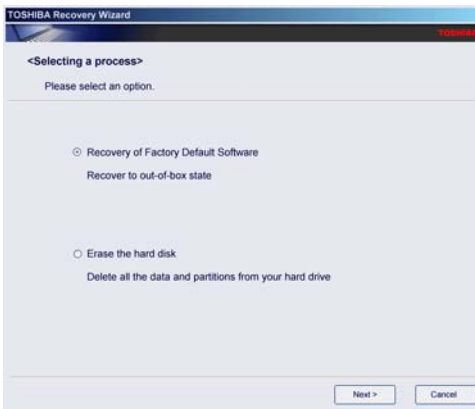 TOSHIBA Recovery Wizard
TOSHIBA
<Selecting a process>
Please select an option.
Recovery of Factory Default Software
Recover to out-of-box state
Erase the hard disk
Delete all the data and partitions from your hard drive
Next >
Cancel